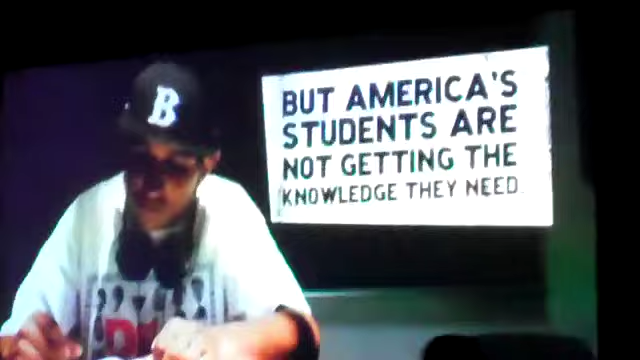 B
BUT AMERICA'S
STUDENTS ARE
NOT GETTING THE
KNOWLEDGE THEY NEED.